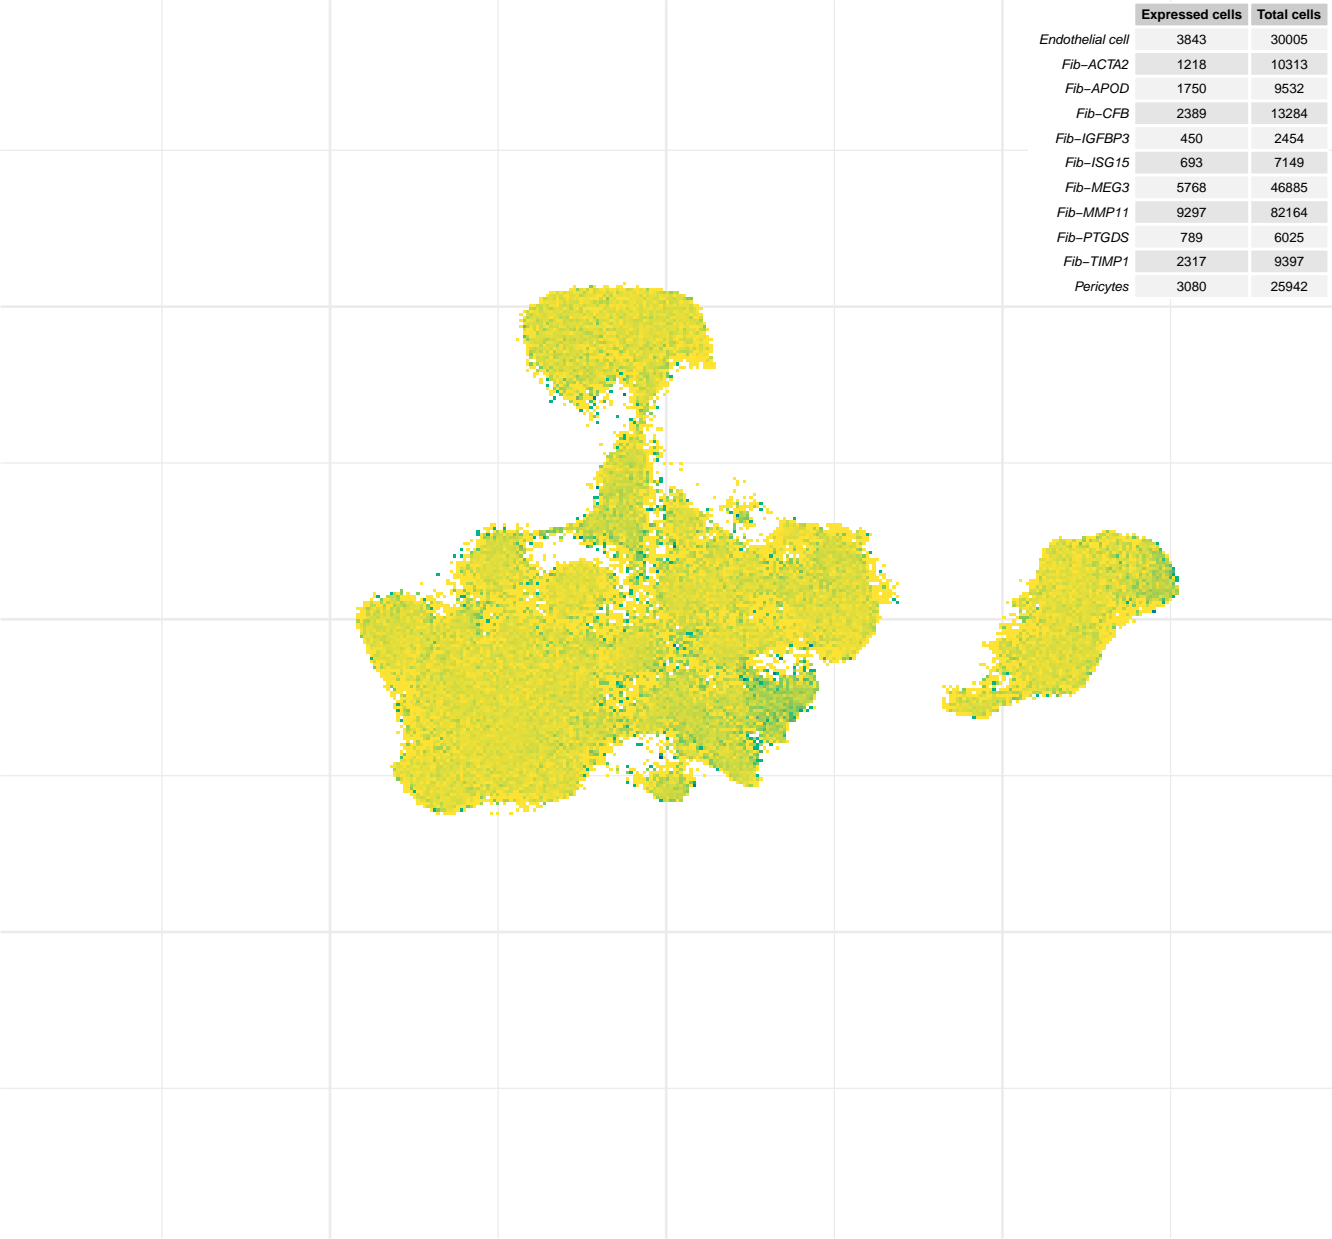 Expressed cells Total cells
Endothelial cell 3843 30005
Fib−ACTA2 1218 10313
Fib−APOD 1750 9532
Fib−CFB 2389 13284
Fib−IGFBP3 450 2454
Fib−ISG15 693 7149
Fib−MEG3 5768 46885
Fib−MMP11 9297 82164
Fib−PTGDS 789 6025
Fib−TIMP1 2317 9397
Pericytes 3080 25942